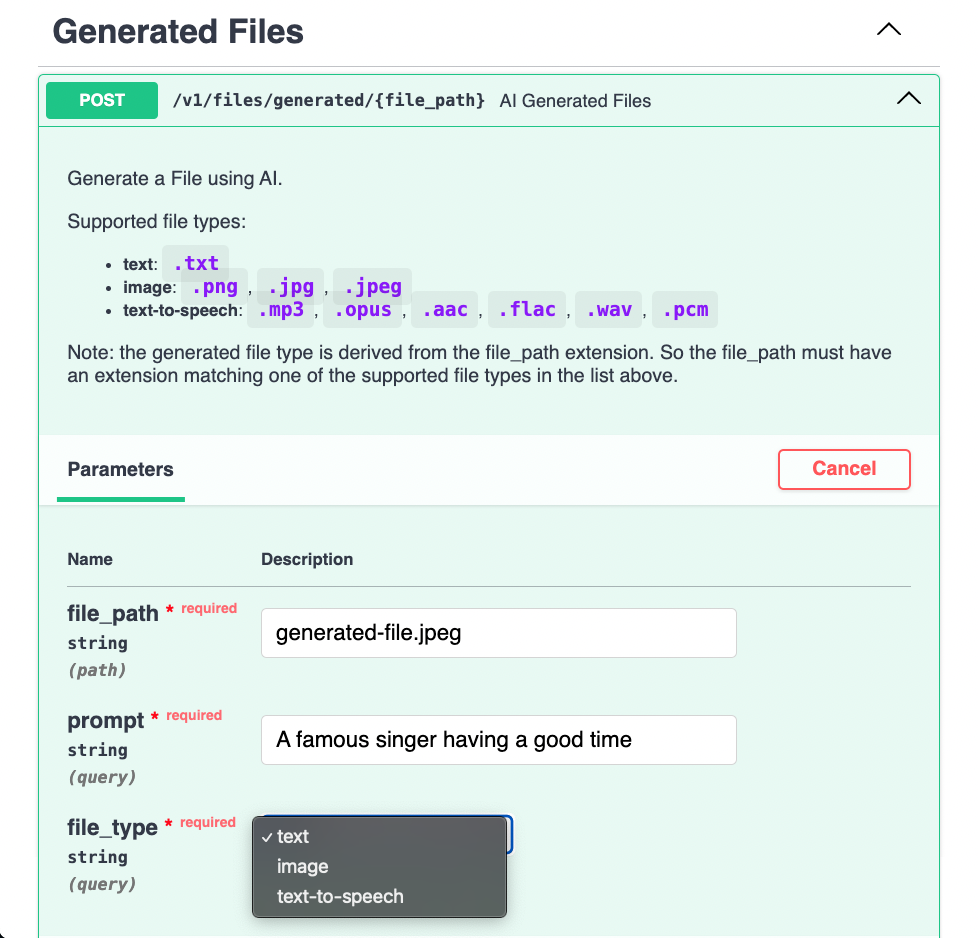 Generated Files
POST /v1/files/generated/{file_path} AI Generated Files
Generate a File using AI.
Supported file types:
• text: .txt
• image: .png , .jpg , .jpeg
• text-to-speech: .mp3 , .opus , .aac , .flac , .wav , .pcm
Note: the generated file type is derived from the file_path extension. So the file_path must have
an extension matching one of the supported file types in the list above.
Parameters Cancel
Name Description
file_path * required
string
(path)
generated-file.jpeg
prompt * required
string
(query)
A famous singer having a good time
file_type * required
string
(query)
✓ text
image
text-to-speech